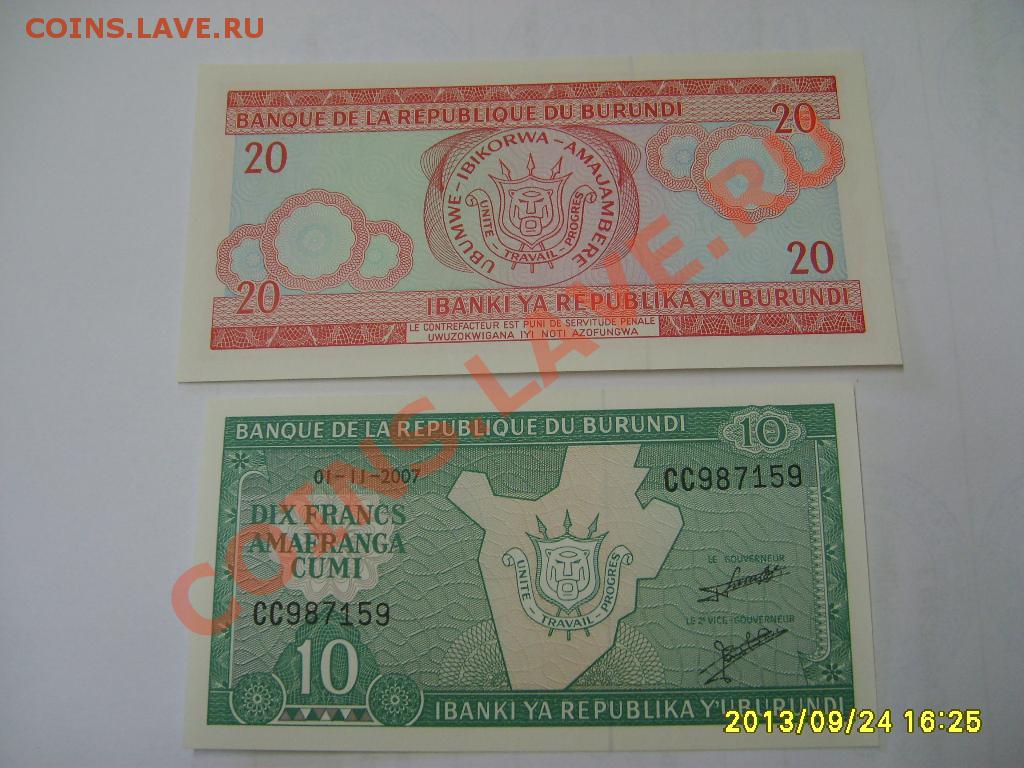 COINS.LAVE.RU
BANQUE DE LA REPUBLIQUE DU BURUNDI
20
20
UBUMWE-IBIKORWA-AMAJAMBERE
UNITE - TRAVAIL - PROGRES
20
20
IBANKI YA REPUBLIKA Y'UBURUNDI
LE CONTREFACTEUR EST PUNI DE SERVITUDE PENALE
UWUZOKWIGANA IYI NOTI AZOFUNGWA
COINS.LAVE.RU
BANQUE DE LA REPUBLIQUE DU BURUNDI
10
01-11-2007
CC987159
DIX FRANCS
AMAFRANGA
CUMI
LE GOUVERNEUR
UNITE - TRAVAIL - PROGRES
CC987159
LE 2e VICE-GOUVERNEUR
10
IBANKI YA REPUBLIKA Y'UBURUNDI
2013/09/24 16:25